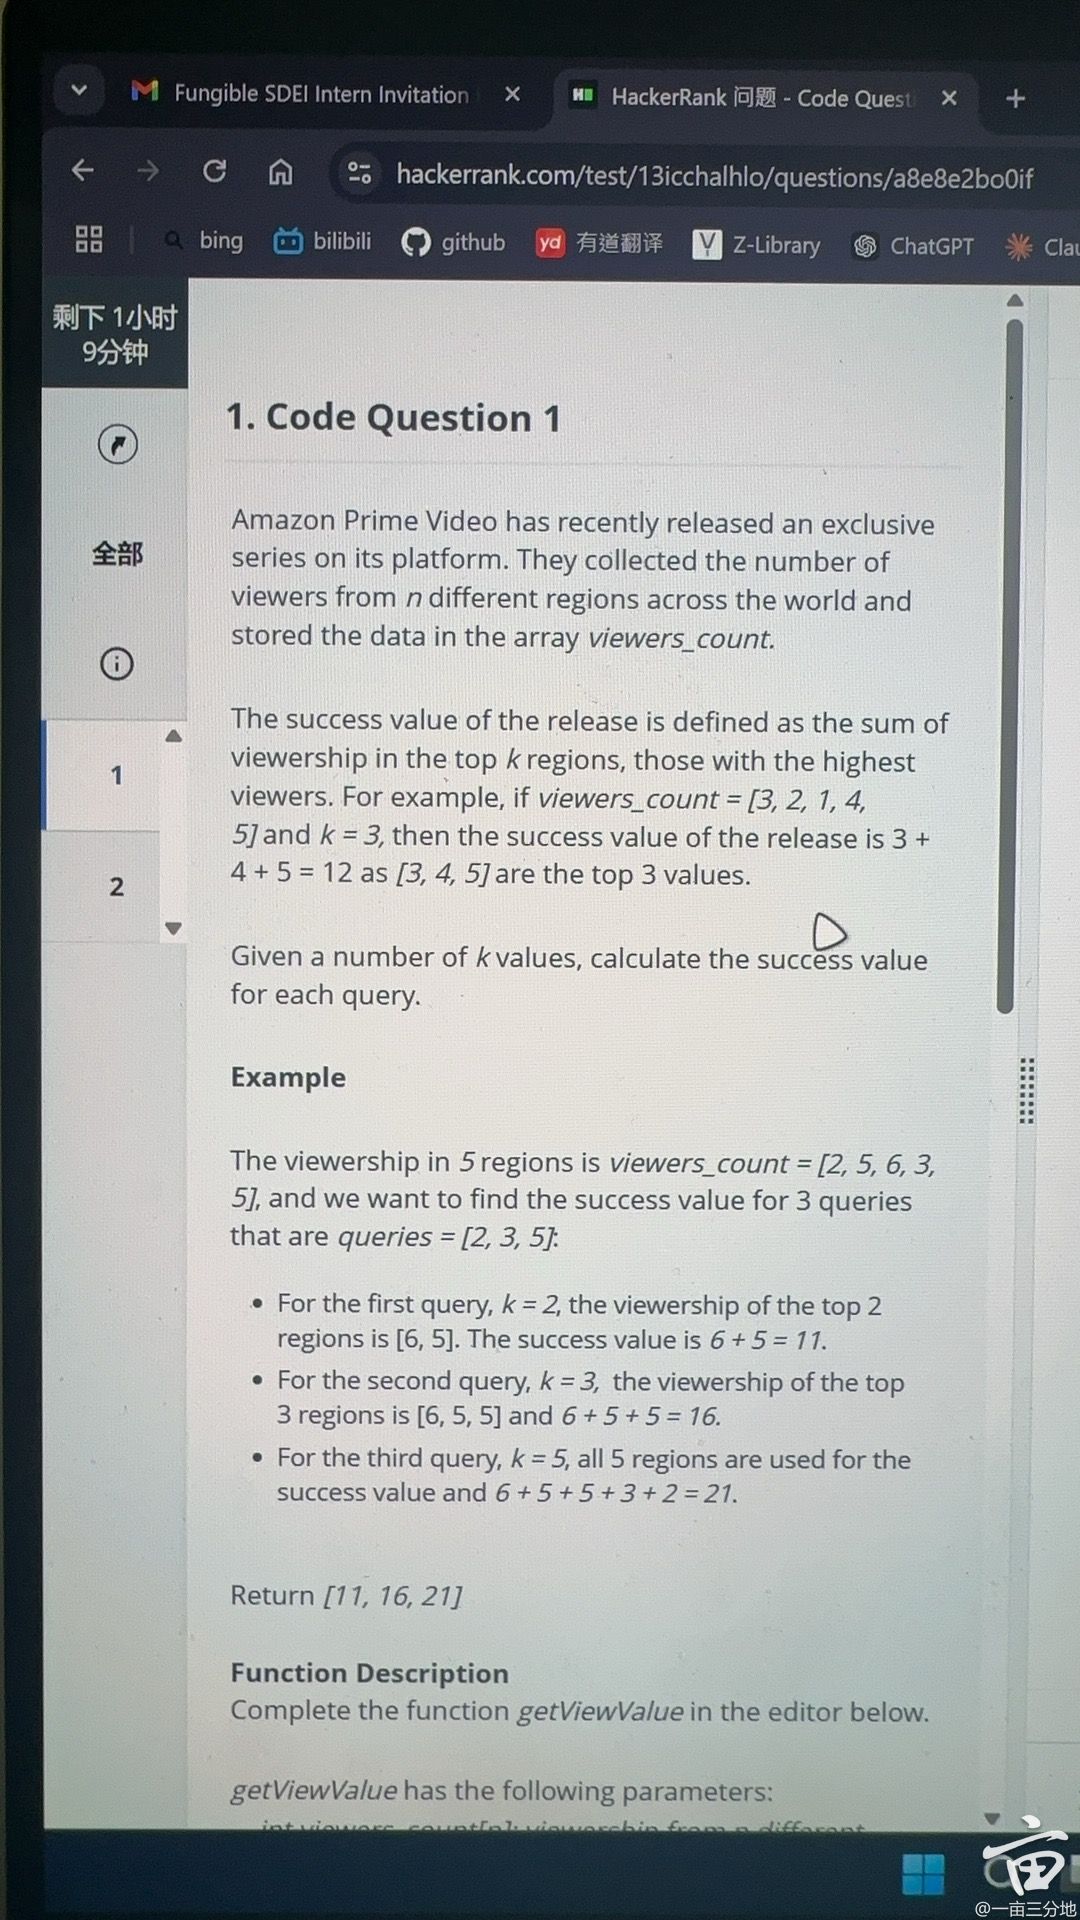 Fungible SDEI Intern Invitation
HackerRank 问题 - Code Quest
hackerrank.com/test/13icchalhlo/questions/a8e8e2bo0if
bing
bilibili
github
yd 有道翻译
Z-Library
ChatGPT
Clau
剩下 1小时
9分钟
全部
1
2
1. Code Question 1
Amazon Prime Video has recently released an exclusive
series on its platform. They collected the number of
viewers from n different regions across the world and
stored the data in the array viewers_count.
The success value of the release is defined as the sum of
viewership in the top k regions, those with the highest
viewers. For example, if viewers_count = [3, 2, 1, 4,
5] and k = 3, then the success value of the release is 3 +
4 + 5 = 12 as [3, 4, 5] are the top 3 values.
Given a number of k values, calculate the success value
for each query.
Example
The viewership in 5 regions is viewers_count = [2, 5, 6, 3,
5], and we want to find the success value for 3 queries
that are queries = [2, 3, 5]:
• For the first query, k = 2, the viewership of the top 2
regions is [6, 5]. The success value is 6 + 5 = 11.
• For the second query, k = 3, the viewership of the top
3 regions is [6, 5, 5] and 6 + 5 + 5 = 16.
• For the third query, k = 5, all 5 regions are used for the
success value and 6 + 5 + 5 + 3 + 2 = 21.
Return [11, 16, 21]
Function Description
Complete the function getViewValue in the editor below.
getViewValue has the following parameters:
int viewers_count[n]: viewership from n different
亩
@一亩三分地